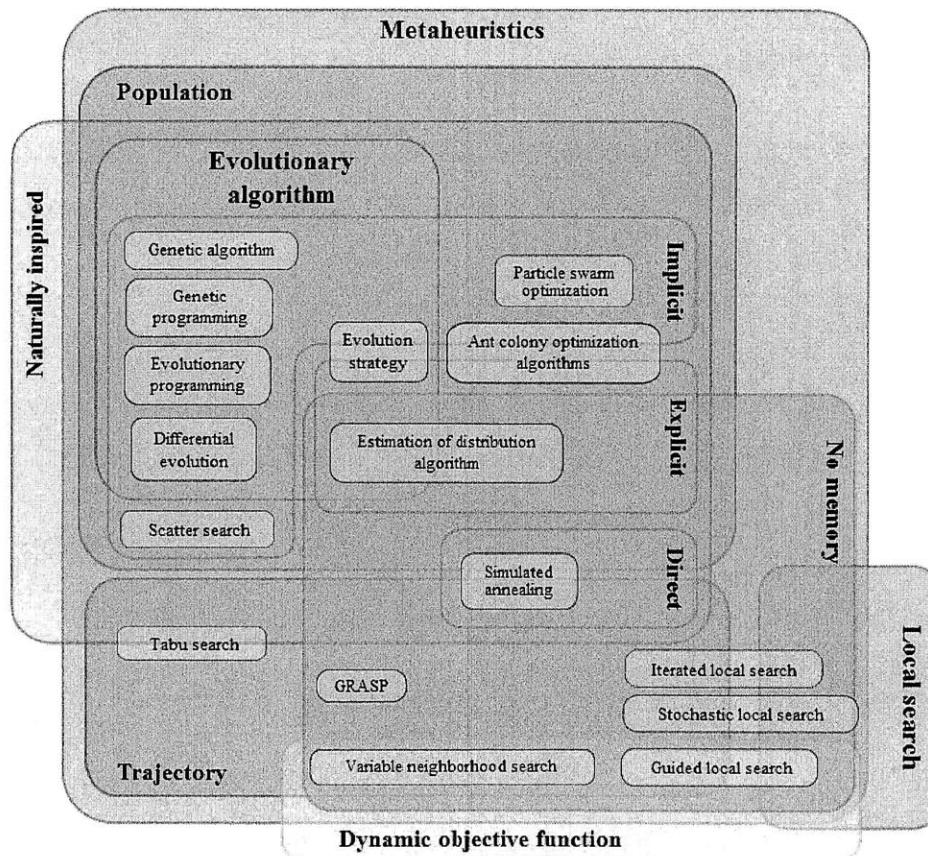 Metaheuristics
Population
Naturally inspired
Evolutionary
algorithm
Implicit
Genetic algorithm
Particle swarm
optimization
Genetic
programming
Evolution
strategy
Ant colony optimization
algorithms
Evolutionary
programming
Explicit
Differential
evolution
Estimation of distribution
algorithm
No memory
Scatter search
Direct
Simulated
annealing
Local search
Tabu search
Iterated local search
GRASP
Stochastic local search
Trajectory
Variable neighborhood search
Guided local search
Dynamic objective function